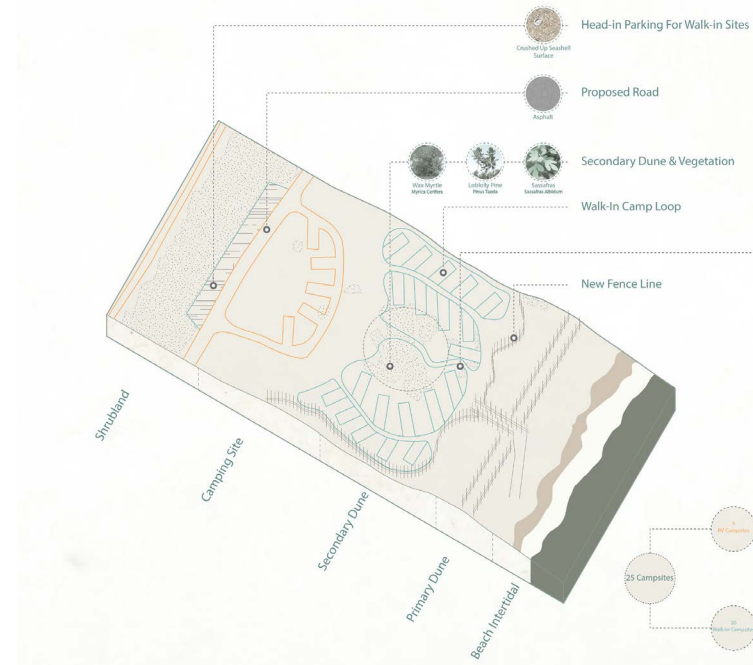 Head-in Parking For Walk-in Sites
Crushed Up Seashell
Surface
Proposed Road
Asphalt
Secondary Dune & Vegetation
Wax Myrtle
Myrica Cerifera
Loblolly Pine
Pinus Taeda
Sassafras
Sassafras Albidum
Walk-In Camp Loop
New Fence Line
Shrubland
Camping Site
Secondary Dune
Primary Dune
Beach Intertidal
5
RV Campsites
25 Campsites
20
Walk-in Campsites